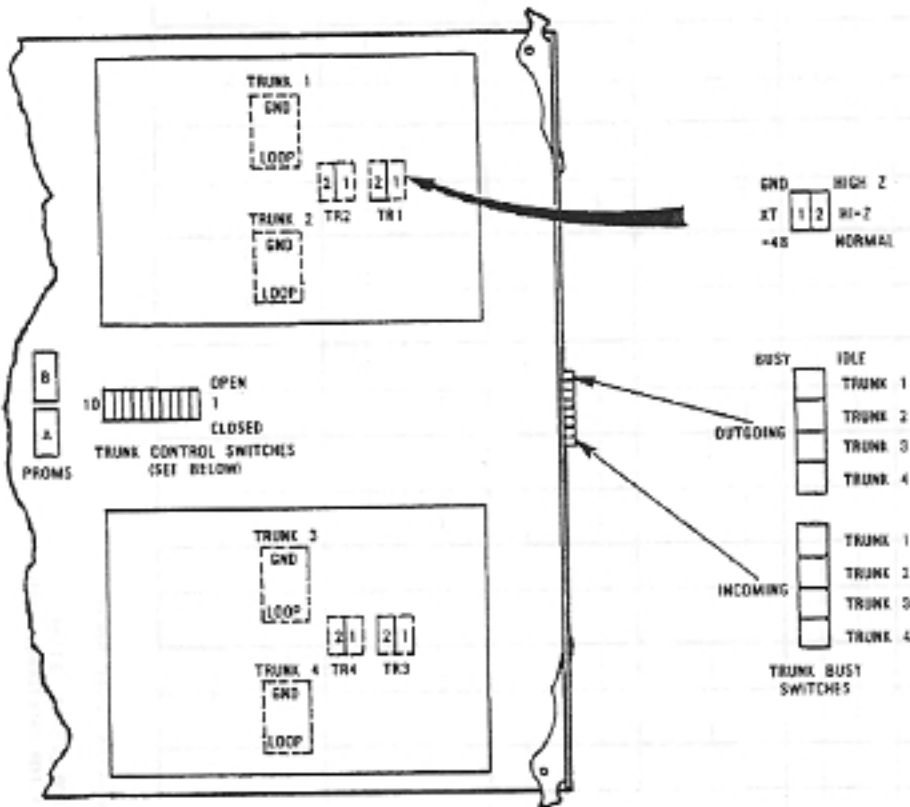 TRUNK 1
GND
LOOP
2 1
TR2
2 1
TR1
TRUNK 2
GND
LOOP
GND HIGH Z
XT 1 2 HI-Z
-48 NORMAL
B
A
PROMS
10
OPEN
1
CLOSED
TRUNK CONTROL SWITCHES
(SET BELOW)
BUSY IDLE
OUTGOING
TRUNK 1
TRUNK 2
TRUNK 3
TRUNK 4
INCOMING
TRUNK 1
TRUNK 2
TRUNK 3
TRUNK 4
TRUNK BUSY
SWITCHES
TRUNK 3
GND
LOOP
2 1
TR4
2 1
TR3
TRUNK 4
GND
LOOP